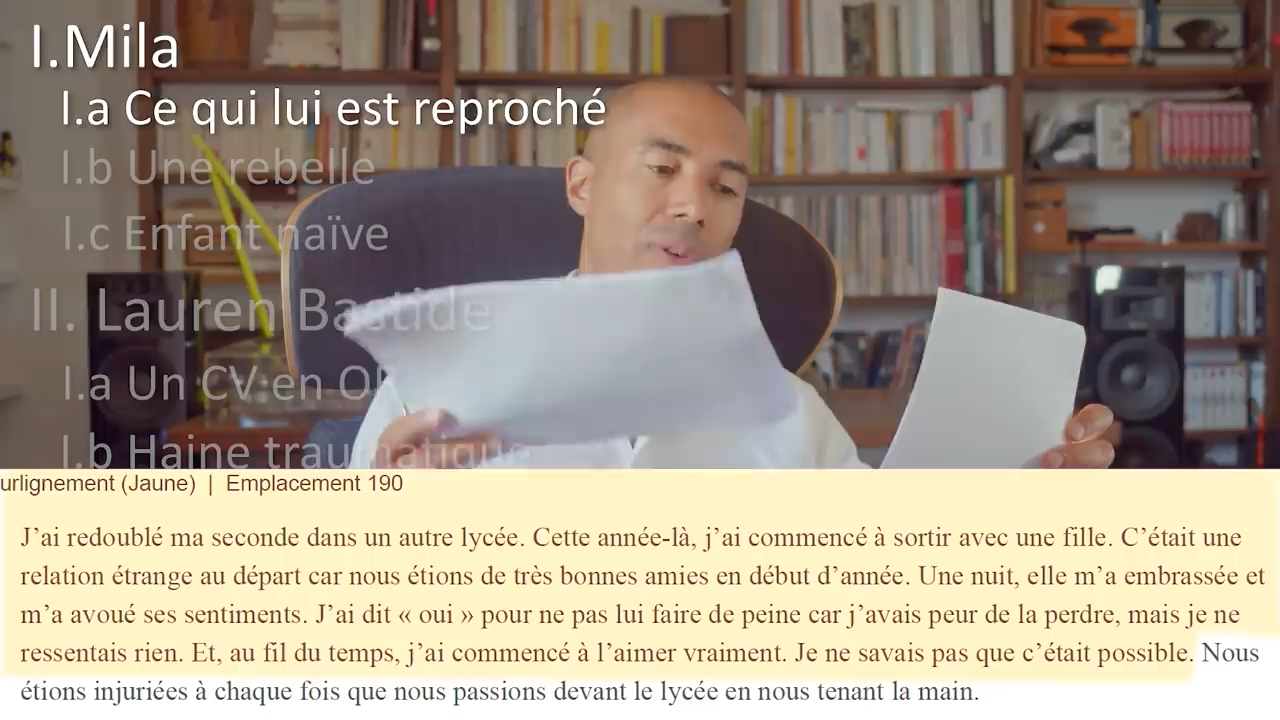 I.Mila
I.a Ce qui lui est reproché
I.b Une rebelle
I.c Enfant naïve
II. Lauren Bastide
I.a Un CV en
I.b Haine traumatique
urlignement (Jaune) | Emplacement 190
J’ai redoublé ma seconde dans un autre lycée. Cette année-là, j’ai commencé à sortir avec une fille. C’était une
relation étrange au départ car nous étions de très bonnes amies en début d’année. Une nuit, elle m’a embrassée et
m’a avoué ses sentiments. J’ai dit « oui » pour ne pas lui faire de peine car j’avais peur de la perdre, mais je ne
ressentais rien. Et, au fil du temps, j’ai commencé à l’aimer vraiment. Je ne savais pas que c’était possible. Nous
étions injuriées à chaque fois que nous passions devant le lycée en nous tenant la main.